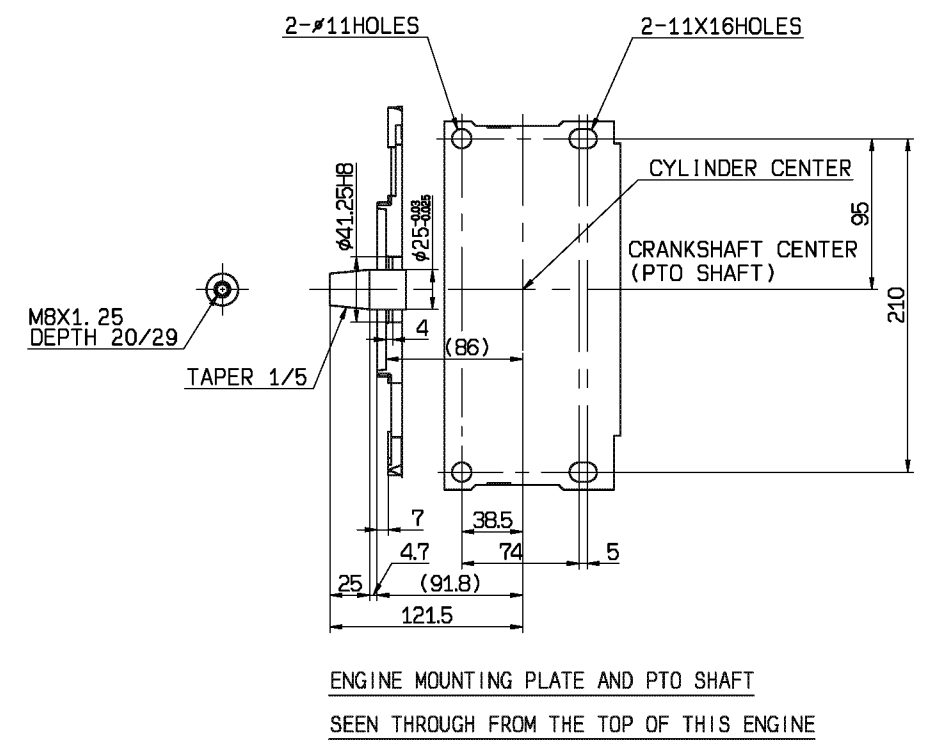 2-ø11HOLES
2-11X16HOLES
CYLINDER CENTER
ø41.25H8
ø25-0.03
-0.025
95
CRANKSHAFT CENTER
(PTO SHAFT)
210
M8X1.25
DEPTH 20/29
4
(86)
TAPER 1/5
7
38.5
4.7
74
5
25
(91.8)
121.5
ENGINE MOUNTING PLATE AND PTO SHAFT
SEEN THROUGH FROM THE TOP OF THIS ENGINE